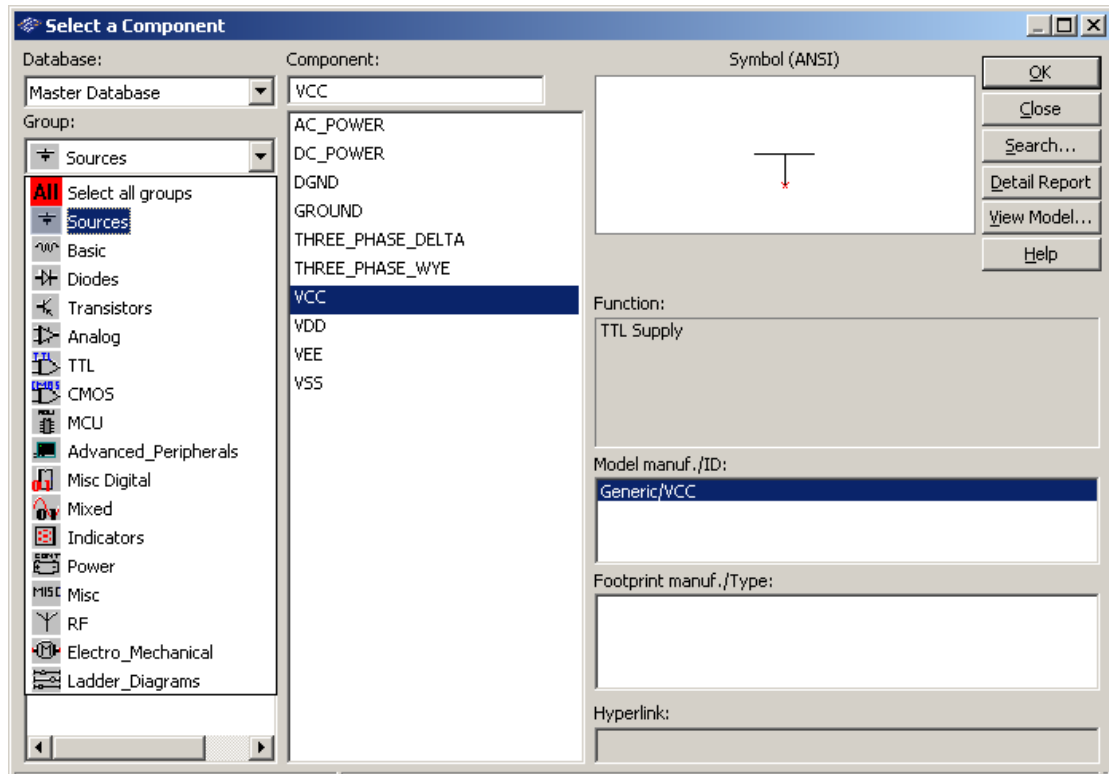 Select a Component
Database:
Master Database
Group:
Sources
All Select all groups
Sources
Basic
Diodes
Transistors
Analog
TTL TTL
CMOS CMOS
MCU MCU
Advanced_Peripherals
Misc Digital
Mixed
Indicators
Power
MISC Misc
RF
Electro_Mechanical
Ladder_Diagrams
Component:
VCC
AC_POWER
DC_POWER
DGND
GROUND
THREE_PHASE_DELTA
THREE_PHASE_WYE
VCC
VDD
VEE
VSS
Symbol (ANSI)
Function:
TTL Supply
Model manuf./ID:
Generic/VCC
Footprint manuf./Type:
Hyperlink:
OK
Close
Search...
Detail Report
View Model...
Help